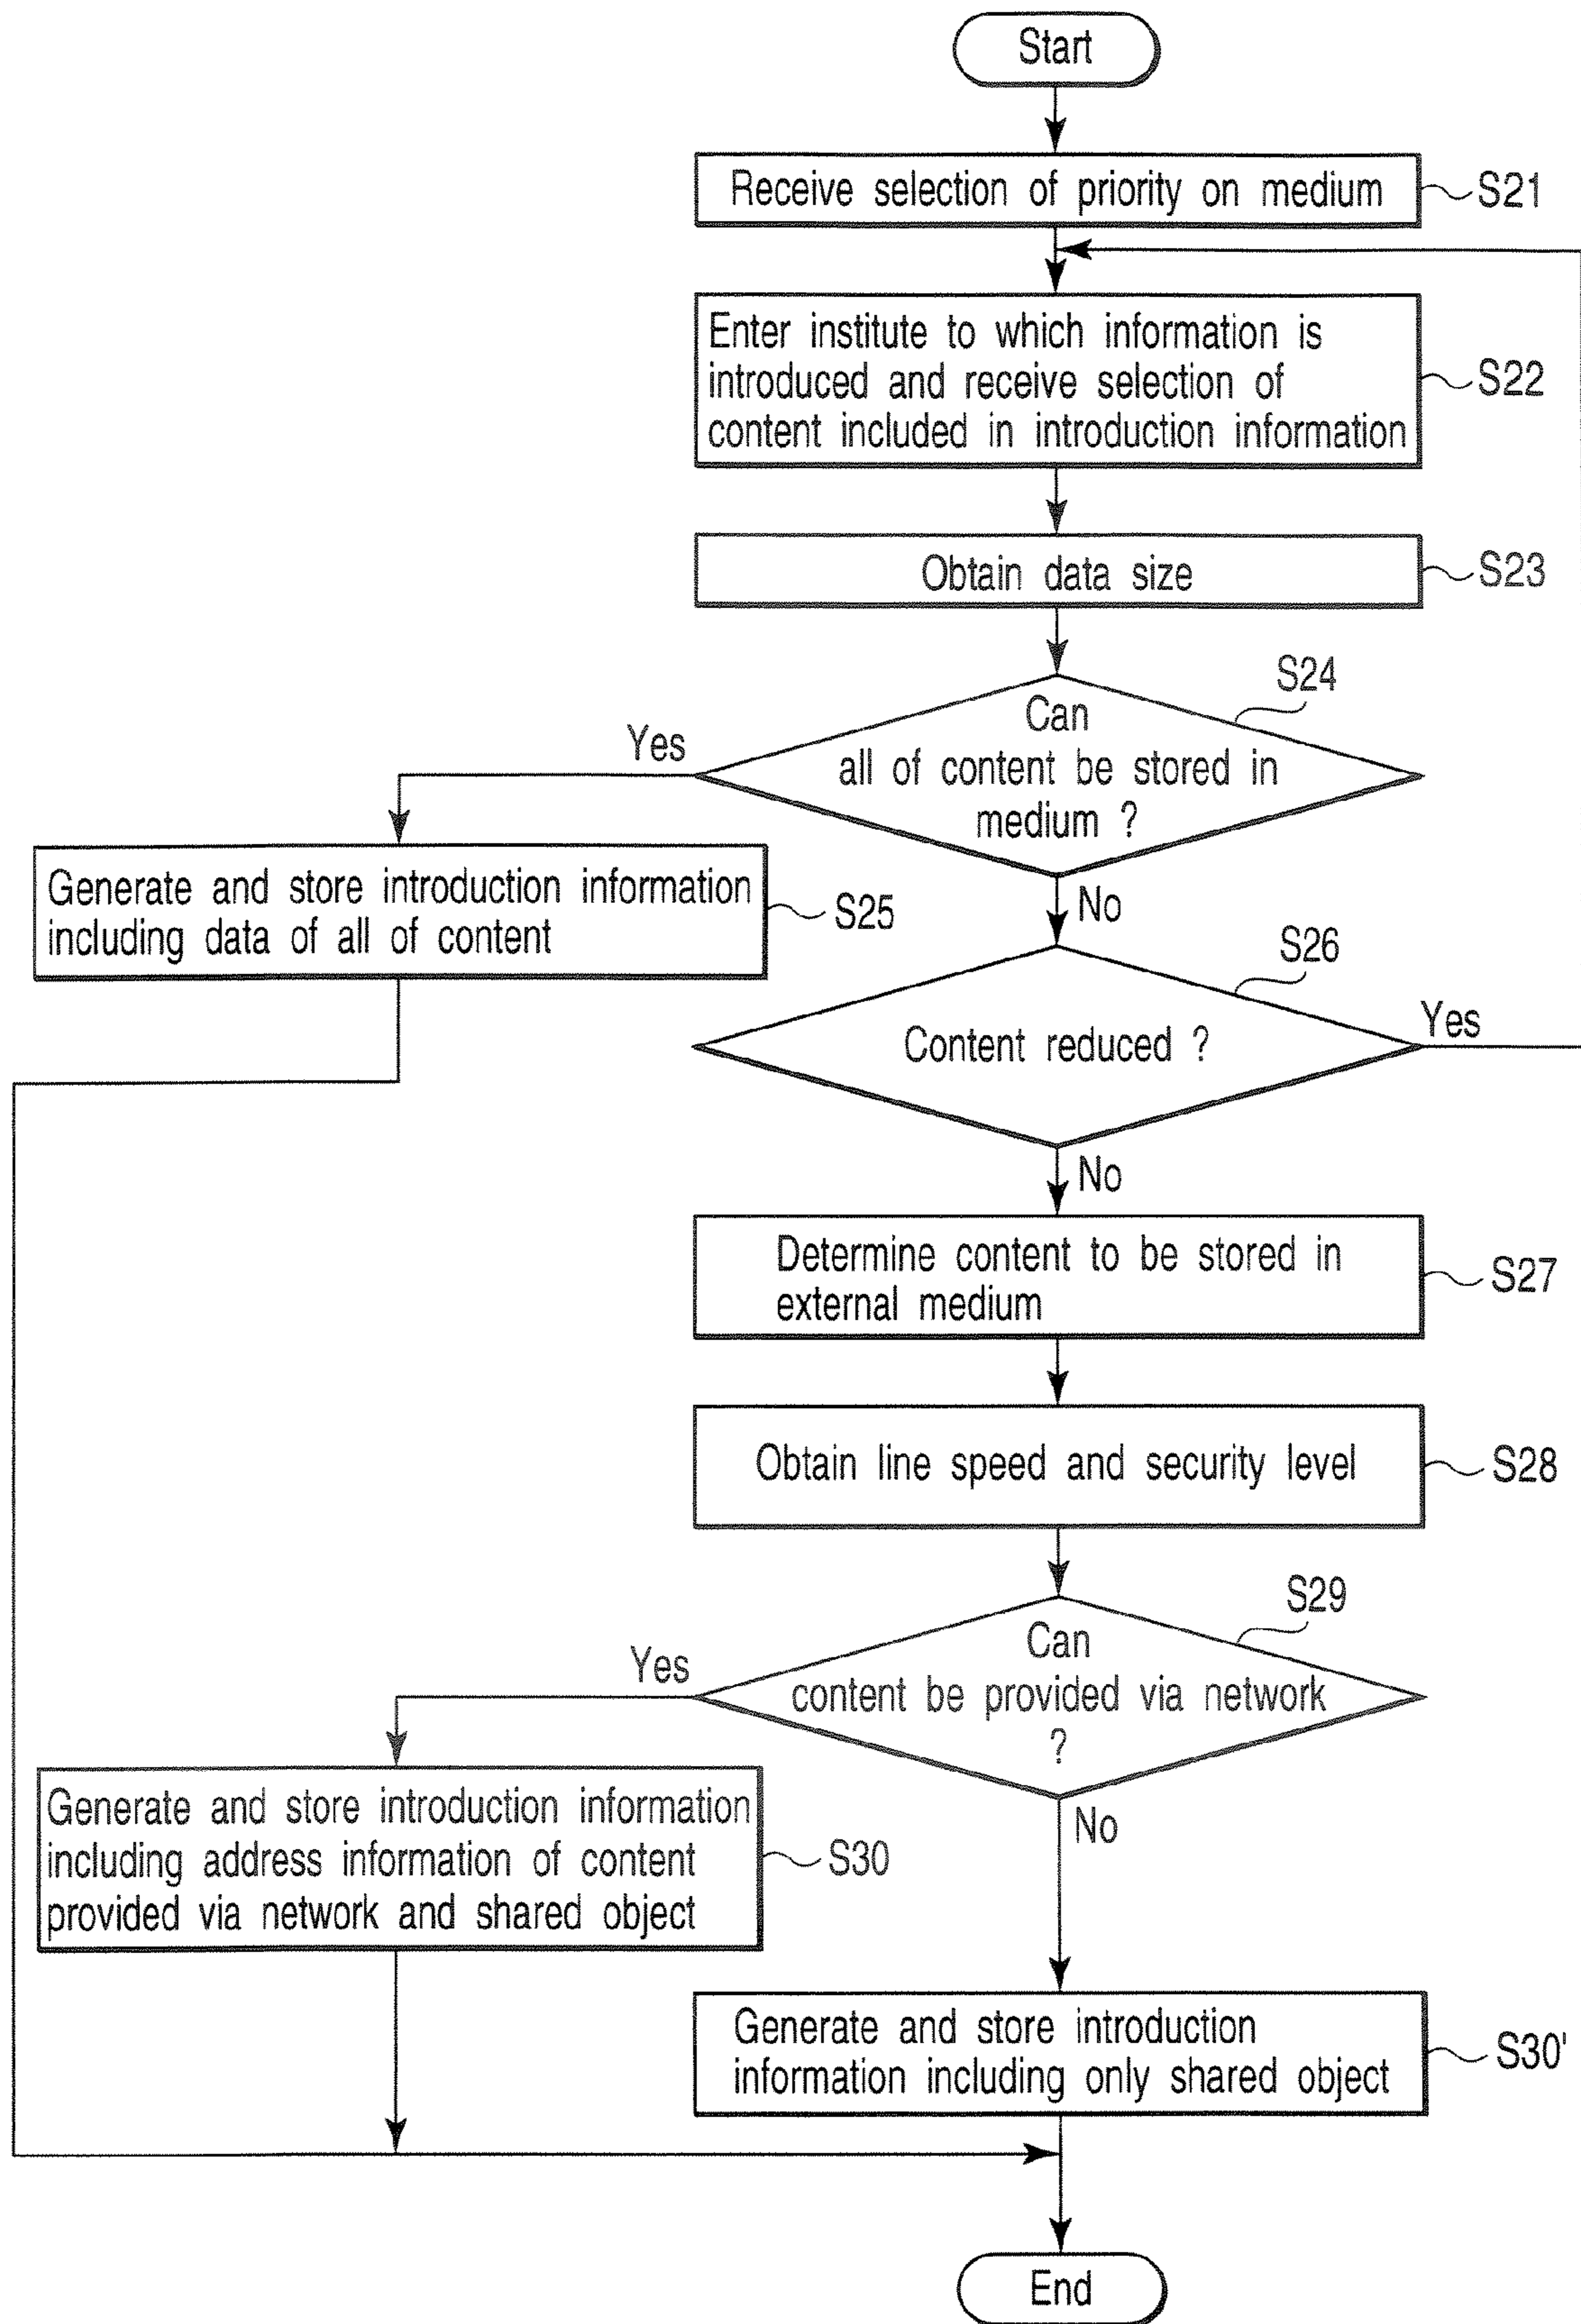 Start
Receive selection of priority on medium
S21
Enter institute to which information is
introduced and receive selection of
content included in introduction information
S22
Obtain data size
S23
S24
Can
all of content be stored in
medium ?
Yes
No
Generate and store introduction information
including data of all of content
S25
S26
Content reduced ?
Yes
No
Determine content to be stored in
external medium
S27
Obtain line speed and security level
S28
S29
Can
content be provided via network
?
Yes
No
Generate and store introduction information
including address information of content
provided via network and shared object
S30
Generate and store introduction
information including only shared object
S30'
End